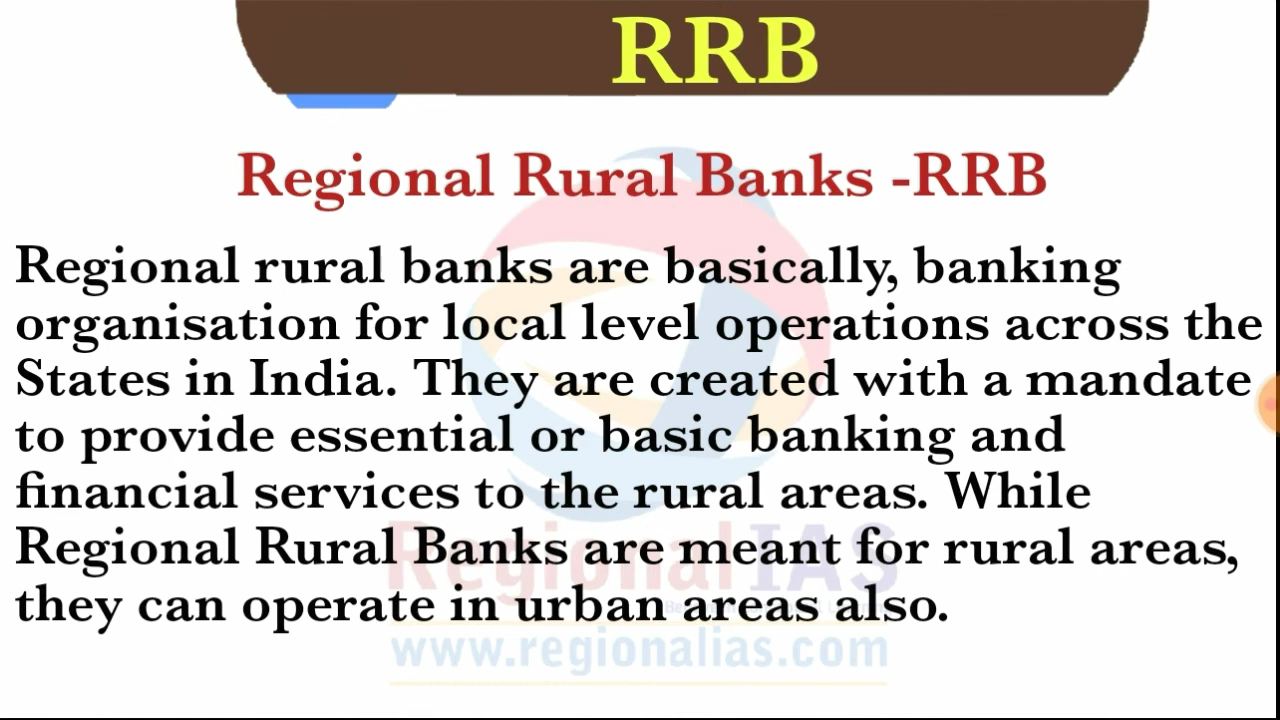 RRB
Regional Rural Banks -RRB
Regional rural banks are basically, banking
organisation for local level operations across the
States in India. They are created with a mandate
to provide essential or basic banking and
financial services to the rural areas. While
Regional Rural Banks are meant for rural areas,
they can operate in urban areas also.
Regional IAS
www.regionalias.com